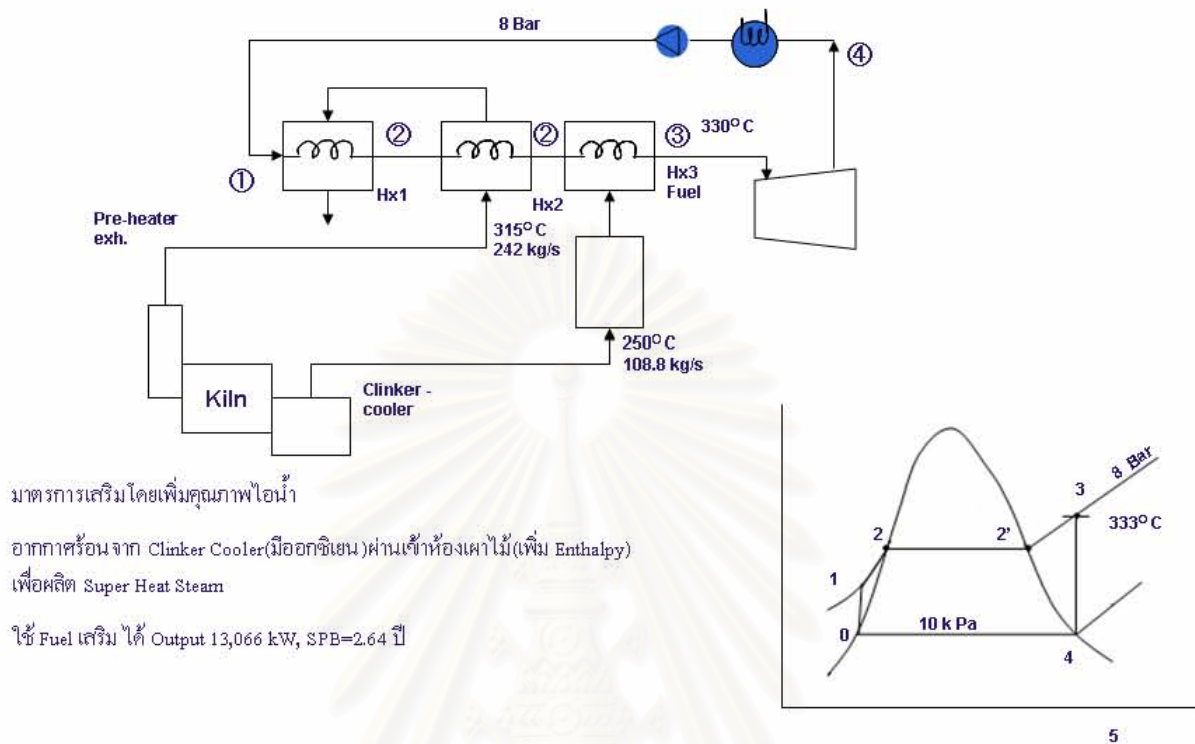 8 Bar
④
①
②
②
③
330° C
Hx1
Hx2
Hx3
Fuel
Pre-heater
exh.
315° C
242 kg/s
250° C
108.8 kg/s
Kiln
Clinker -
cooler
มาตรการเสริมโดยเพิ่มคุณภาพไอน้ำ
อากาศร้อนจาก Clinker Cooler(มีออกซิเยน)ผ่านเข้าห้องเผาไม้(เพิ่ม Enthalpy)
เพื่อผลิต Super Heat Steam
ใช้ Fuel เสริม ได้ Output 13,066 kW, SPB=2.64 ปี
8 Bar
3
333° C
2
2'
1
0
10 k Pa
4
5